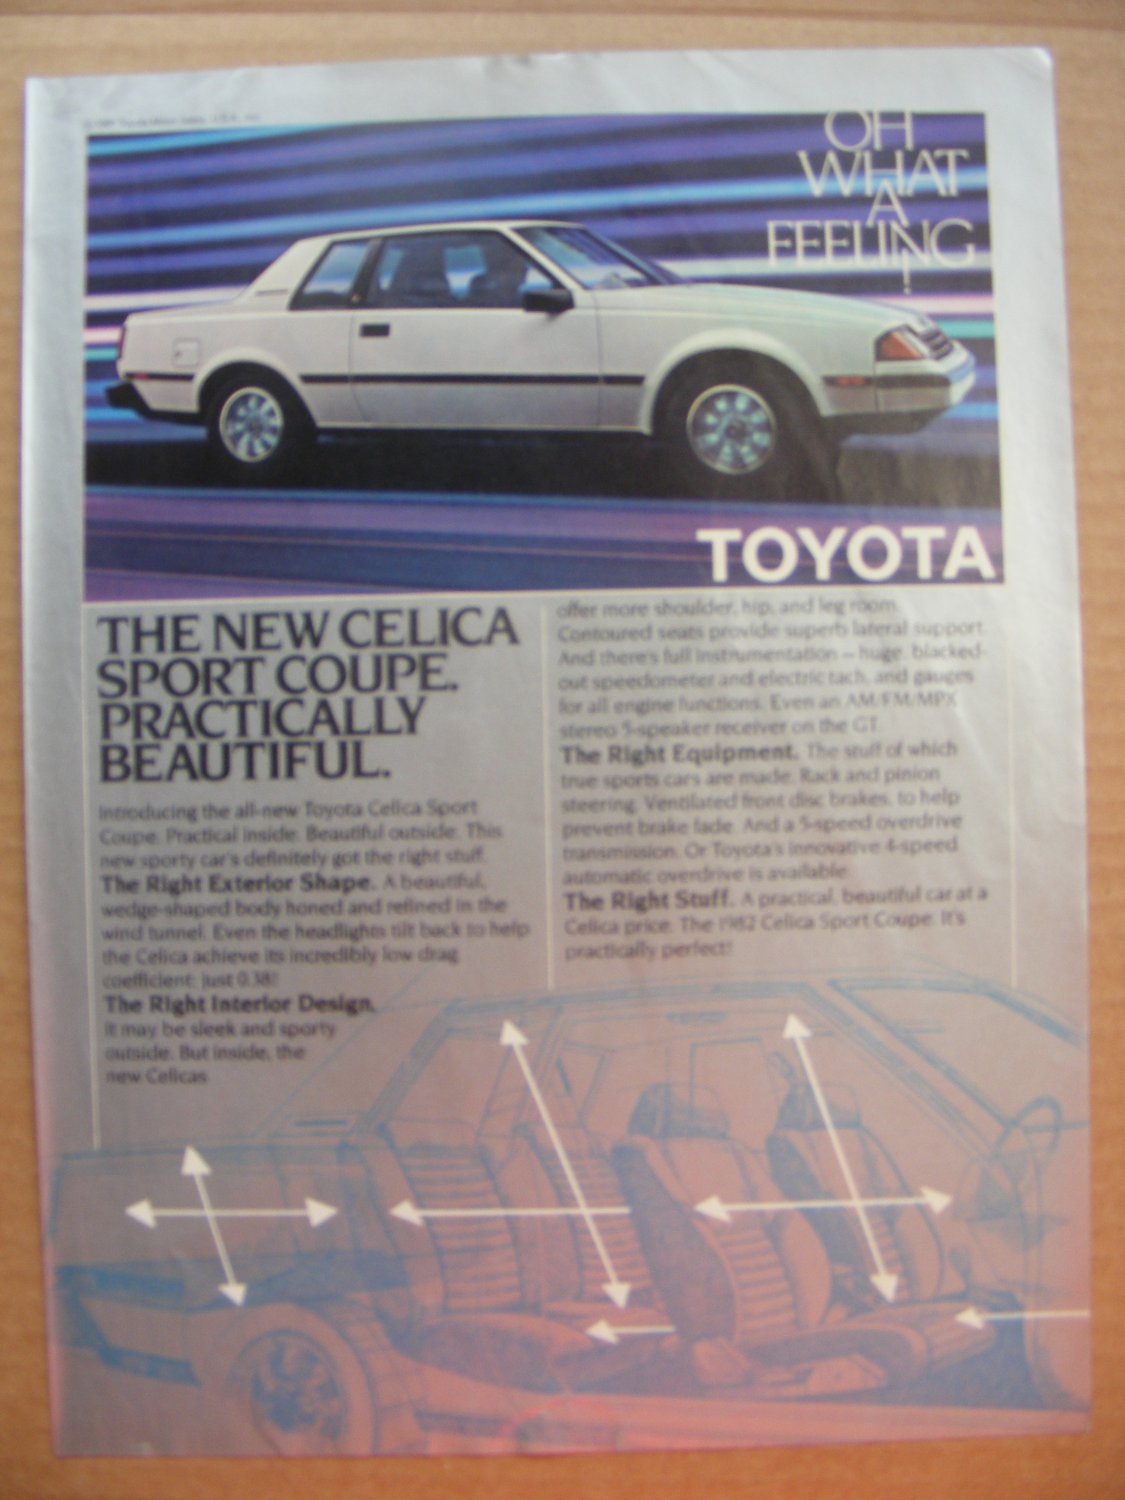 OH
WHAT
A
FEELING!
TOYOTA
THE NEW CELICA
SPORT COUPE.
PRACTICALLY
BEAUTIFUL.
Introducing the all-new Toyota Celica Sport
Coupe. Practical inside. Beautiful outside. This
new sporty car's definitely got the right stuff.
The Right Exterior Shape. A beautiful,
wedge-shaped body honed and refined in the
wind tunnel. Even the headlights tilt back to help
the Celica achieve its incredibly low drag
coefficient: just 0.38!
The Right Interior Design.
It may be sleek and sporty
outside. But inside, the
new Celicas
offer more shoulder, hip, and leg room.
Contoured seats provide superb lateral support.
And there's full instrumentation — huge, blacked-
out speedometer and electric tach, and gauges
for all engine functions. Even an AM/FM/MPX
stereo 5-speaker receiver on the GT.
The Right Equipment. The stuff of which
true sports cars are made. Rack and pinion
steering. Ventilated front disc brakes, to help
prevent brake fade. And a 5-speed overdrive
transmission. Or Toyota's innovative 4-speed
automatic overdrive is available.
The Right Stuff. A practical, beautiful car at a
Celica price. The 1982 Celica Sport Coupe. It's
practically perfect!